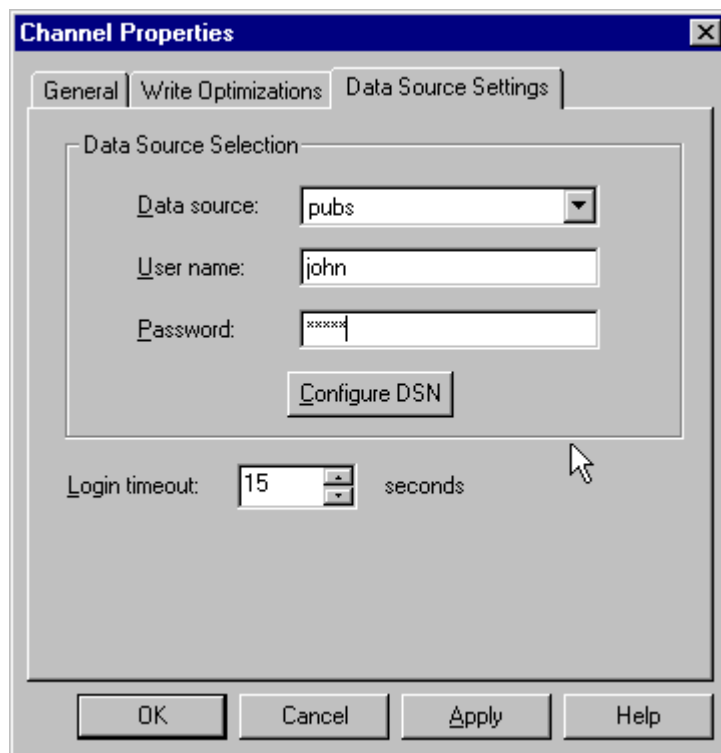 Channel Properties
General Write Optimizations Data Source Settings
Data Source Selection
Data source: pubs
User name: john
Password: *****
Configure DSN
Login timeout: 15 seconds
OK Cancel Apply Help